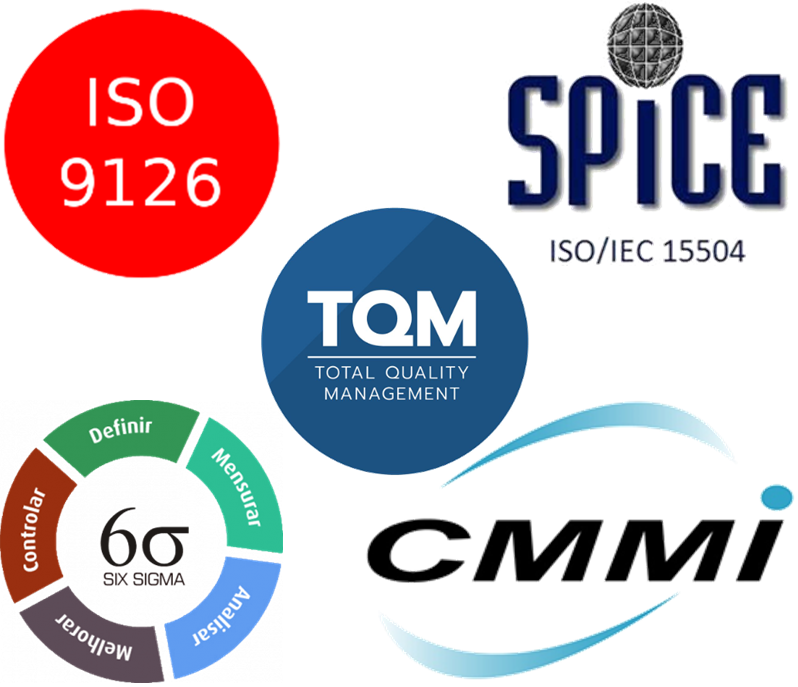 ISO
9126
SPiCE
ISO/IEC 15504
TQM
TOTAL QUALITY
MANAGEMENT
Definir
Mensurar
Analisar
Melhorar
Controlar
6σ
SIX SIGMA
CMMi